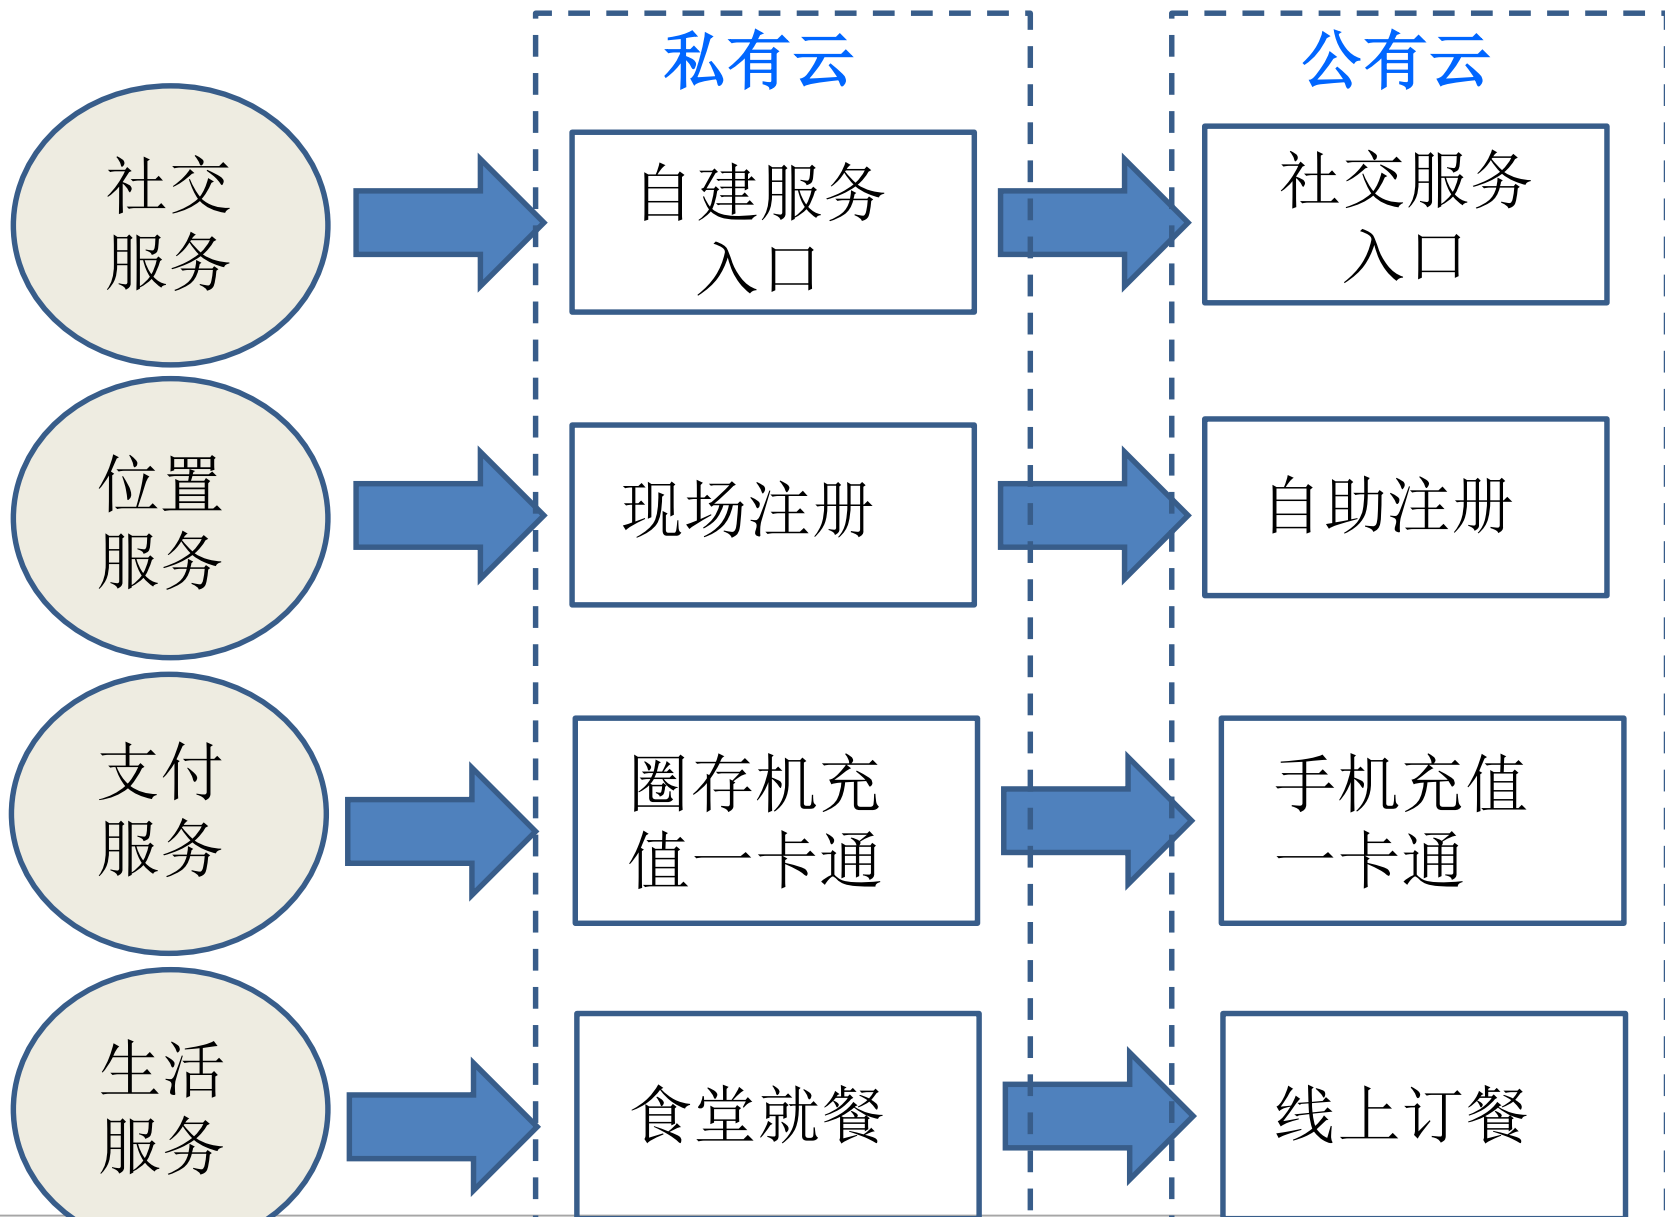 私有云
公有云
社交
服务
自建服务
入口
社交服务
入口
位置
服务
现场注册
自助注册
支付
服务
圈存机充
值一卡通
手机充值
一卡通
生活
服务
食堂就餐
线上订餐